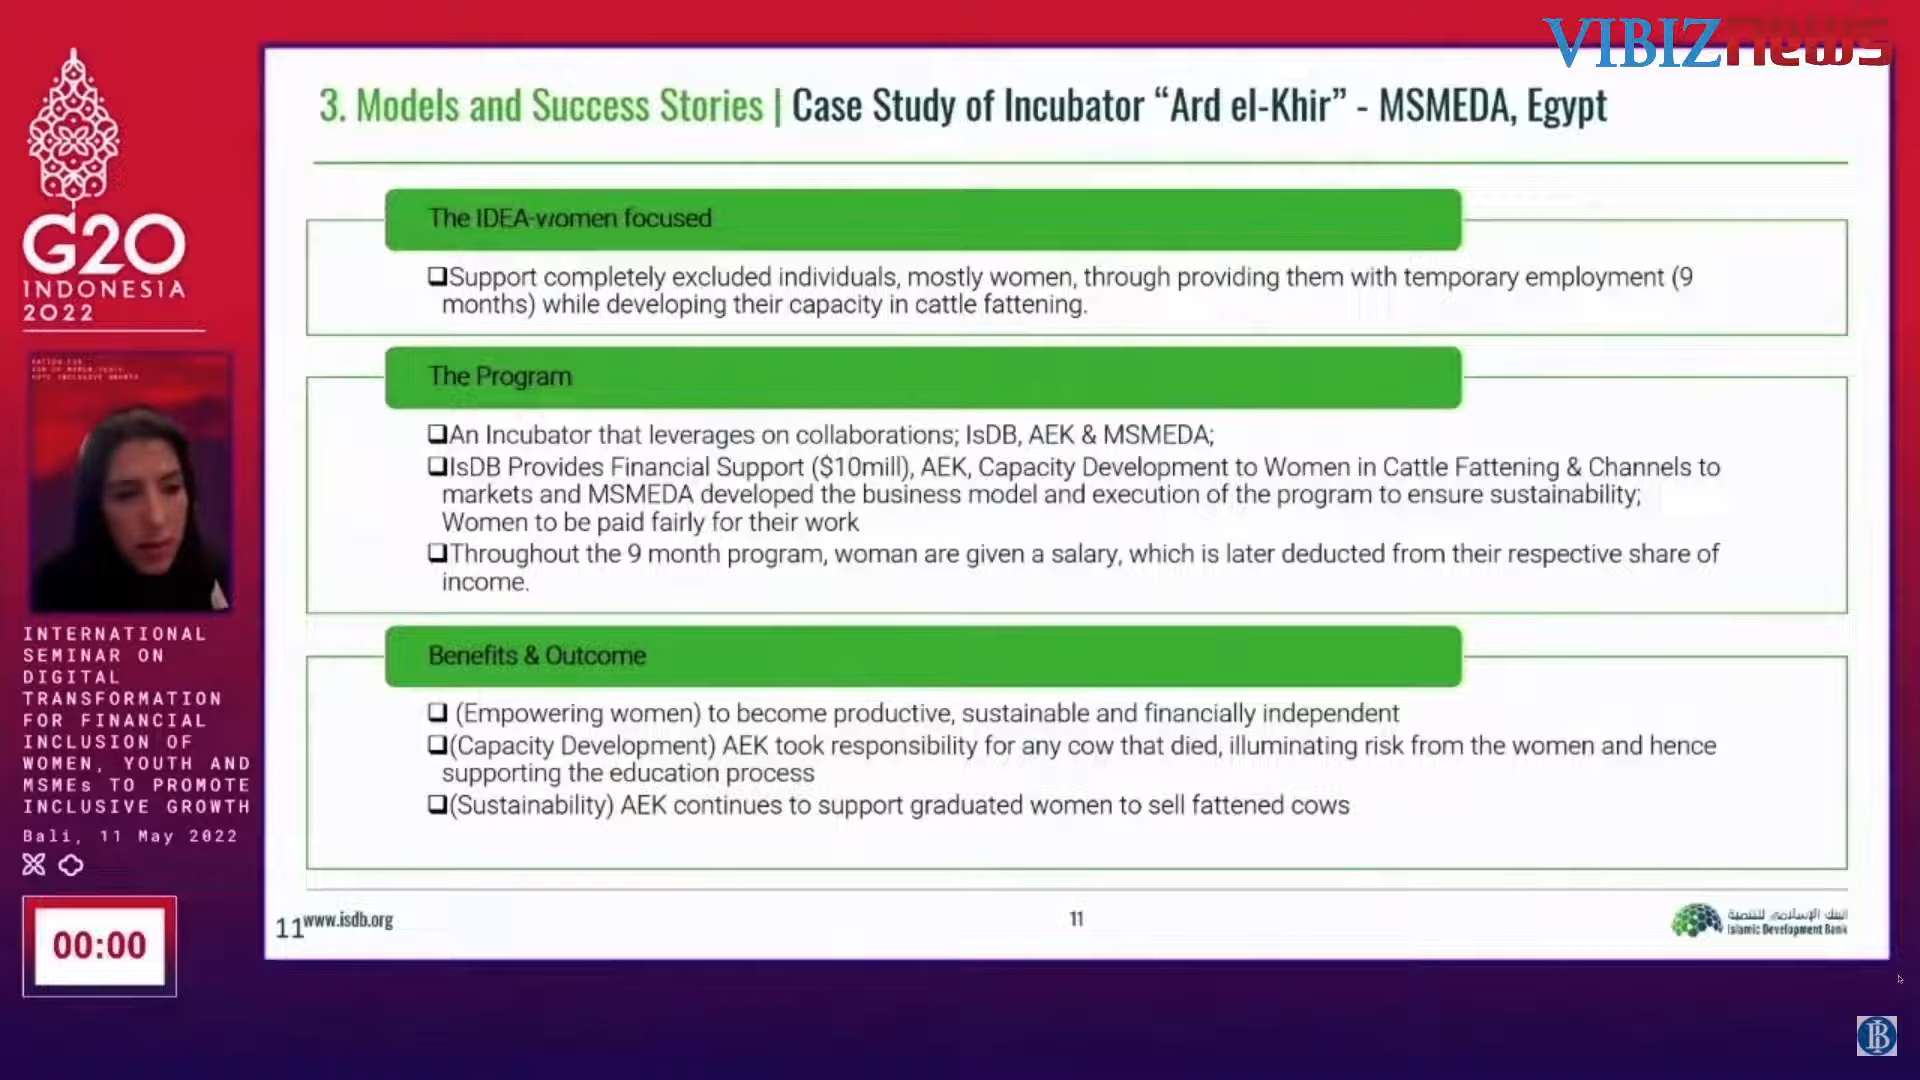 VIBIZnews
G20
INDONESIA
2022
3. Models and Success Stories | Case Study of Incubator “Ard el-Khir” - MSMEDA, Egypt
The IDEA-women focused
❑Support completely excluded individuals, mostly women, through providing them with temporary employment (9
months) while developing their capacity in cattle fattening.
The Program
❑An Incubator that leverages on collaborations; IsDB, AEK & MSMEDA;
❑IsDB Provides Financial Support ($10mill), AEK, Capacity Development to Women in Cattle Fattening & Channels to
markets and MSMEDA developed the business model and execution of the program to ensure sustainability;
Women to be paid fairly for their work
❑Throughout the 9 month program, woman are given a salary, which is later deducted from their respective share of
income.
Benefits & Outcome
❑ (Empowering women) to become productive, sustainable and financially independent
❑(Capacity Development) AEK took responsibility for any cow that died, illuminating risk from the women and hence
supporting the education process
❑(Sustainability) AEK continues to support graduated women to sell fattened cows
11 www.isdb.org
11
البنك الإسلامي للتنمية
Islamic Development Bank
INTERNATIONAL
SEMINAR ON
DIGITAL
TRANSFORMATION
FOR FINANCIAL
INCLUSION OF
WOMEN, YOUTH AND
MSMEs TO PROMOTE
INCLUSIVE GROWTH
Bali, 11 May 2022
00:00